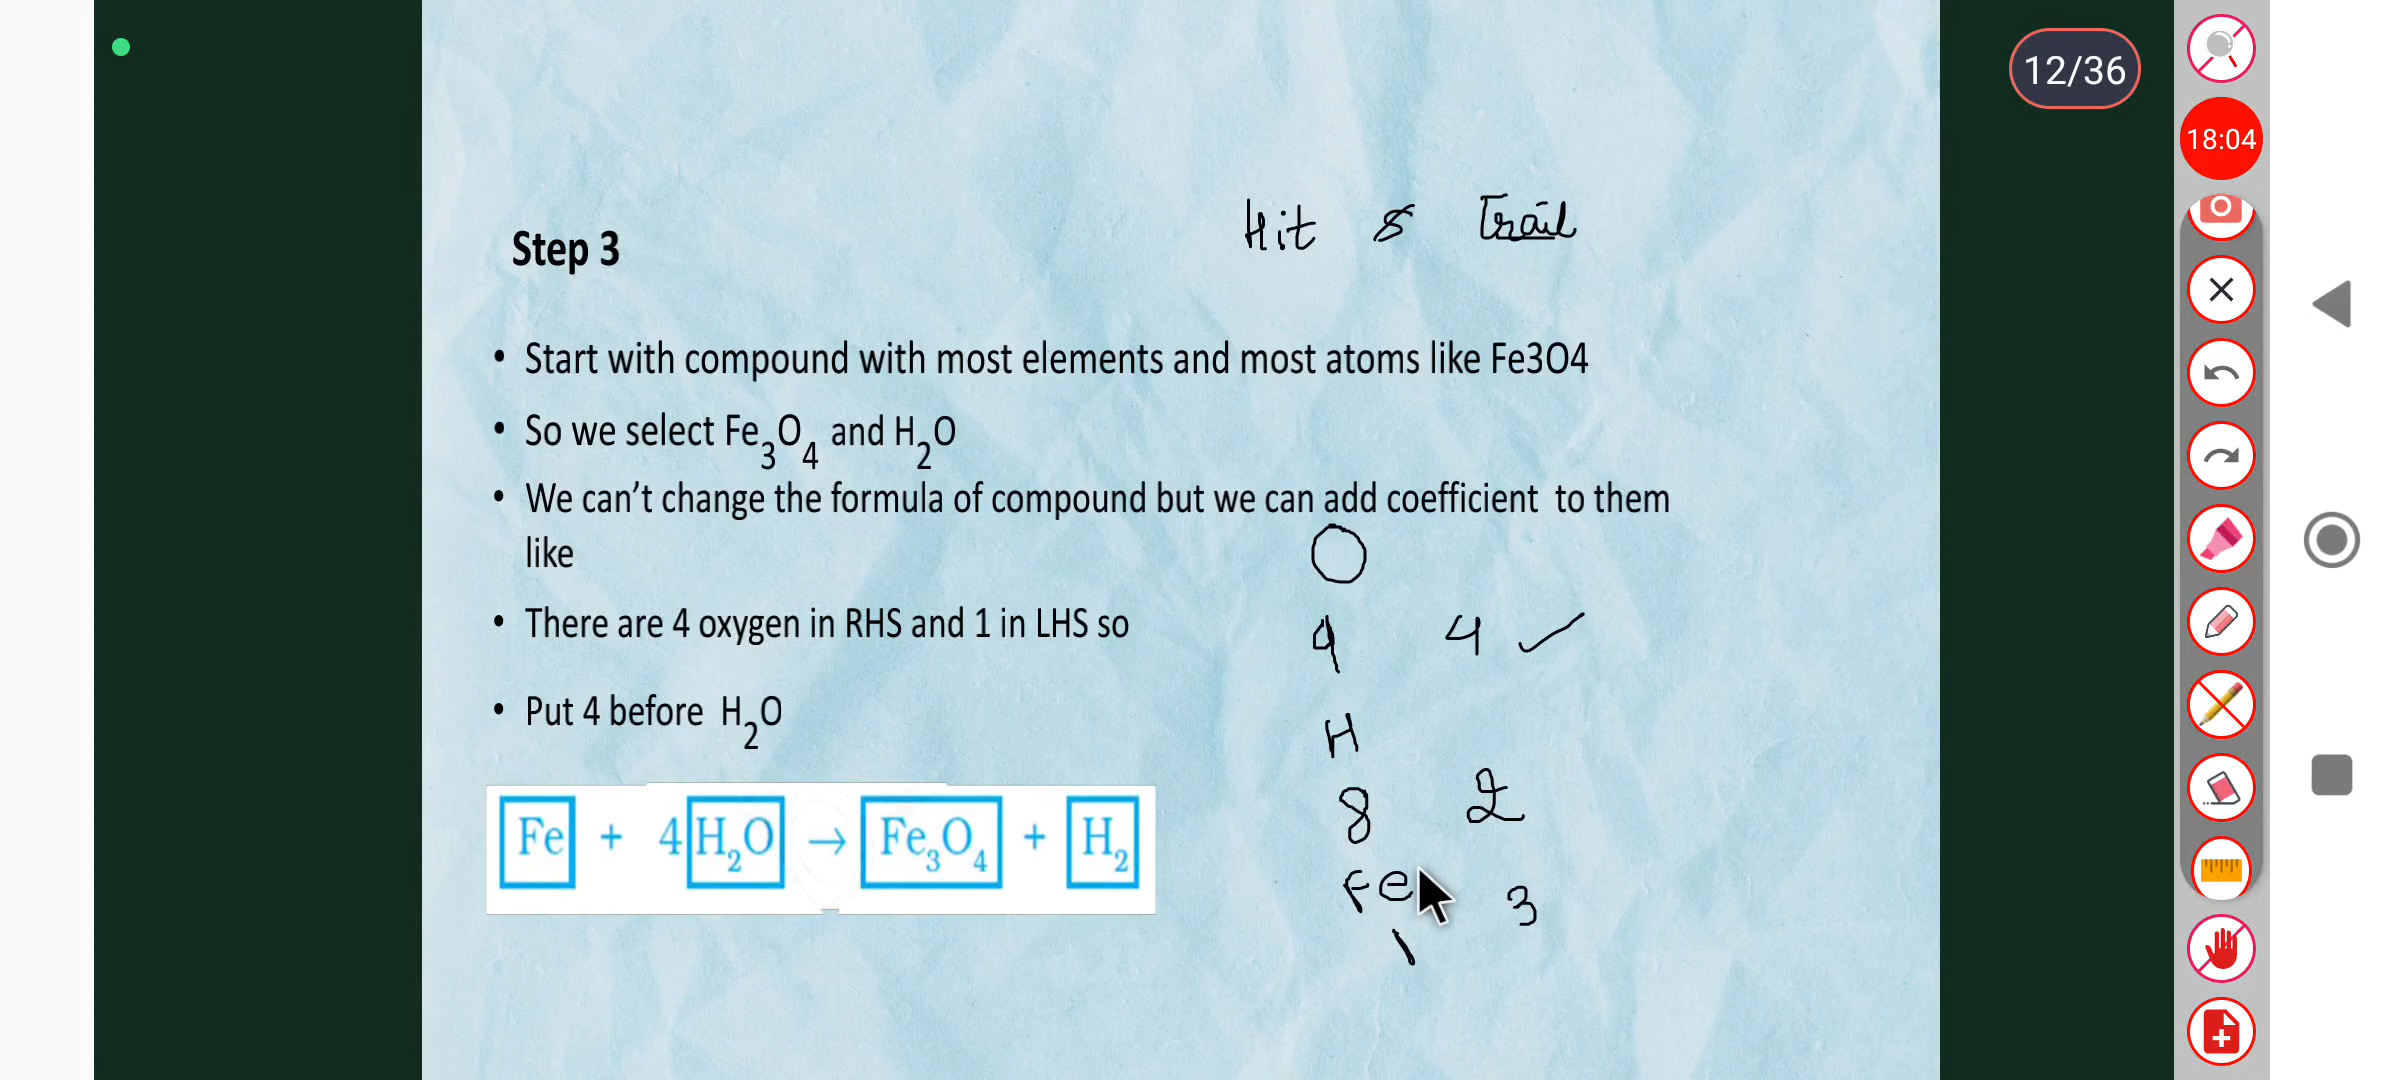 12/36
18:04
Hit & Trail
Step 3
• Start with compound with most elements and most atoms like Fe3O4
• So we select Fe₃O₄ and H₂O
• We can’t change the formula of compound but we can add coefficient to them
like
O
• There are 4 oxygen in RHS and 1 in LHS so
4 4 ✓
• Put 4 before H₂O
H
8 2
Fe + 4H₂O → Fe₃O₄ + H₂
Fe 3
1